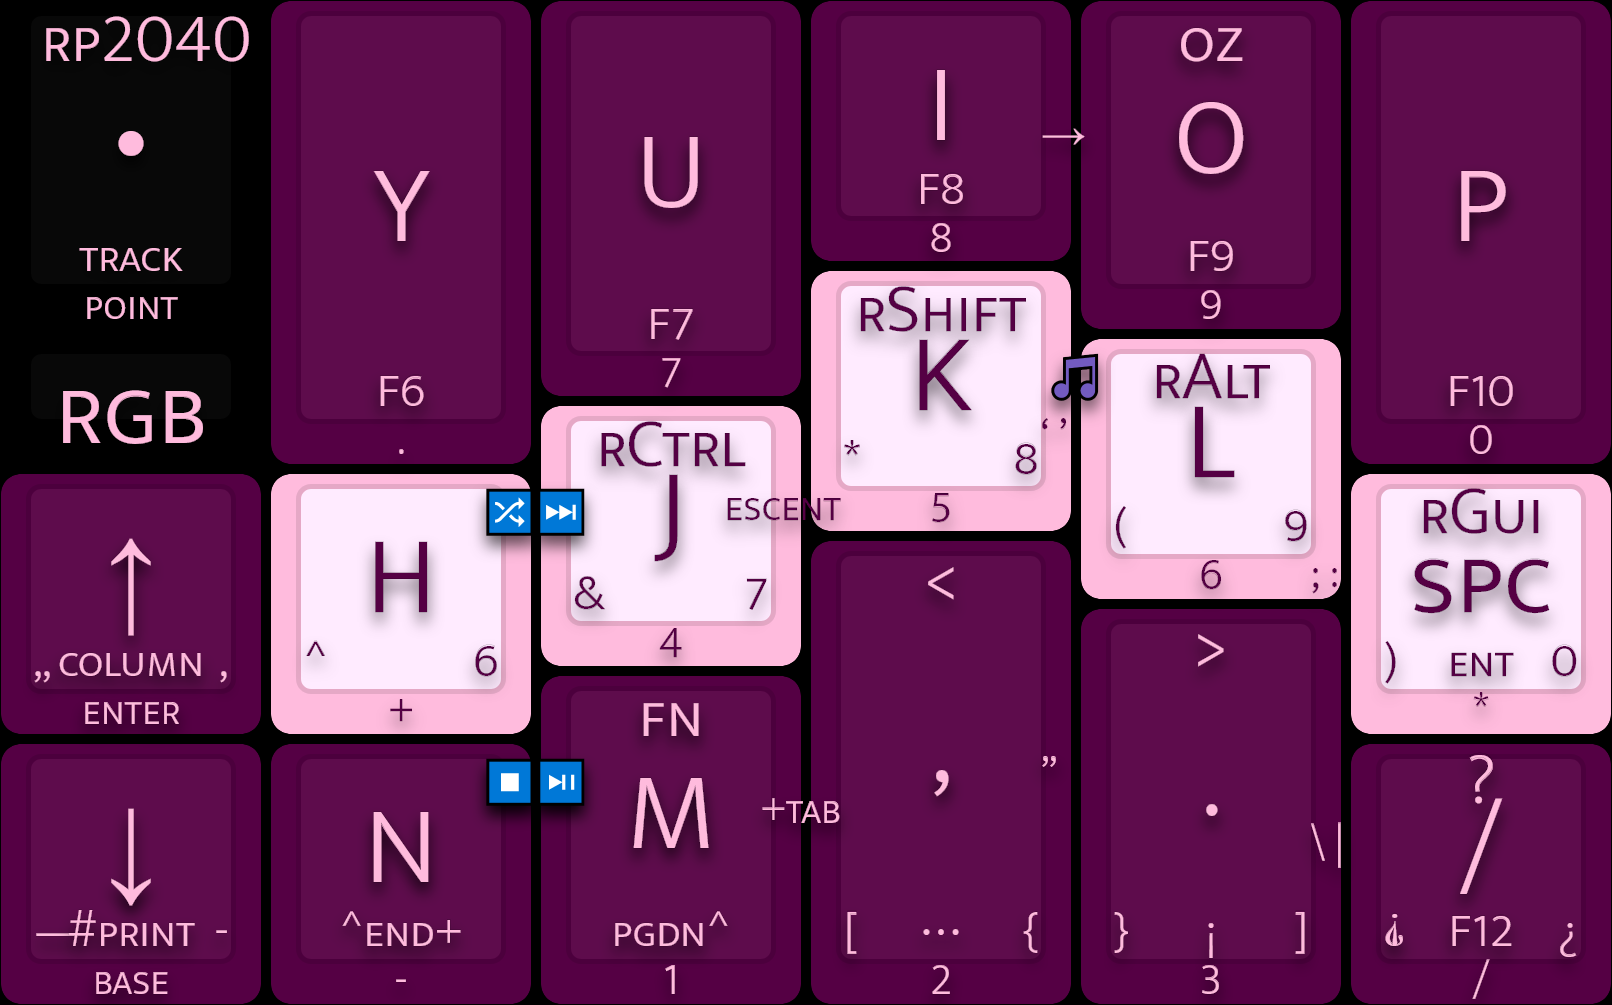 RP2040
•
TRACK
POINT
RGB
↑
„ COLUMN ,
ENTER
↓
—#PRINT -
BASE
Y
F6
.
H
^ 6
+
N
^END+
-
U
F7
7
RCTRL
J
ESCENT
& 7
4
FN
M
+TAB
PGDN^
1
I
→
F8
8
RSHIFT
K
‘ ’
* 8
5
<
,
”
[ … {
2
OZ
O
F9
9
RALT
L
( 9
6 ; :
>
.
\ |
} ¡ ]
3
P
F10
0
RGUI
SPC
) ENT 0
*
?
/
F12 ¿
/